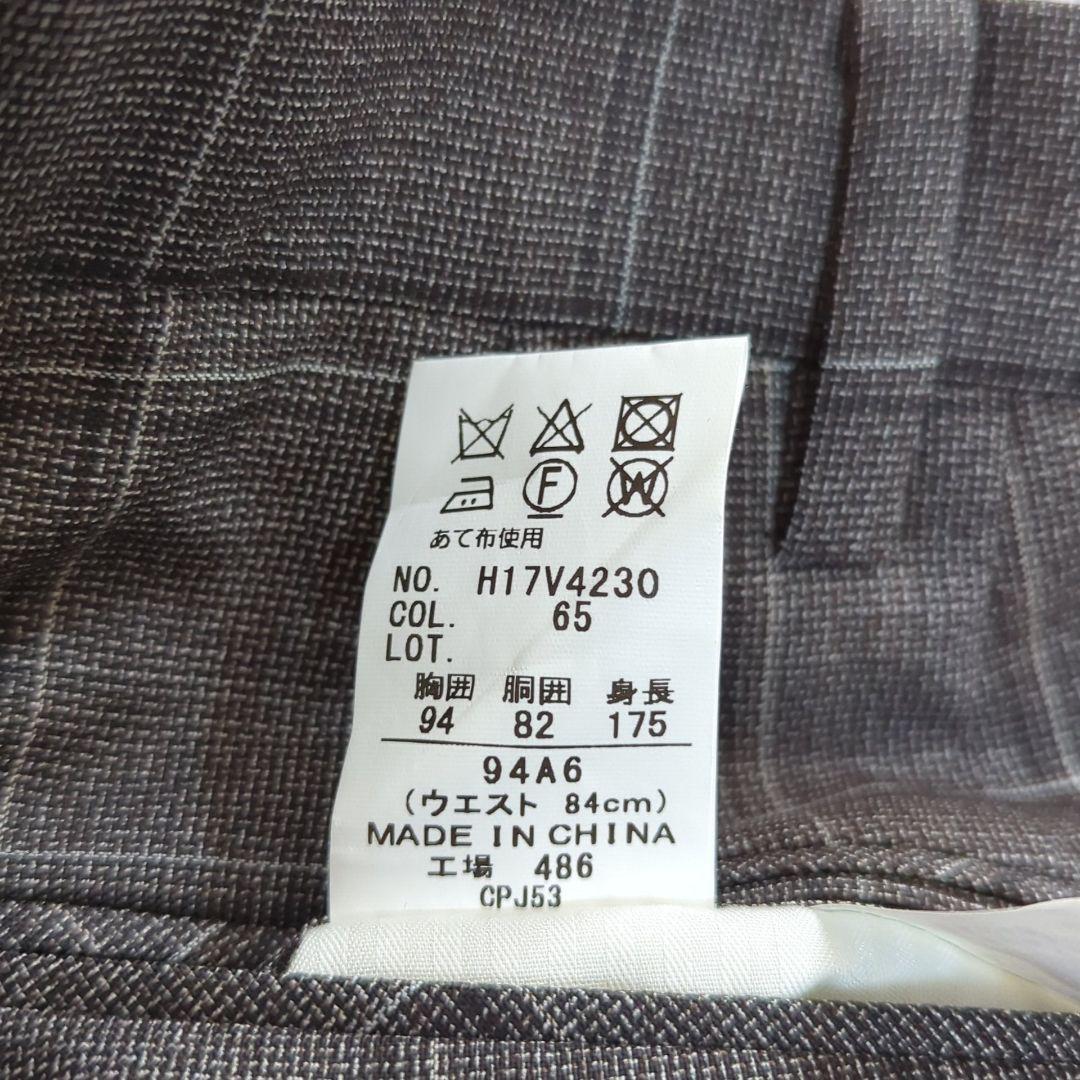 F W
あて布使用
NO. H17V4230
COL. 65
LOT.
胸囲 胴囲 身長
94 82 175
94A6
(ウエスト 84cm)
MADE IN CHINA
工場 486
CPJ53